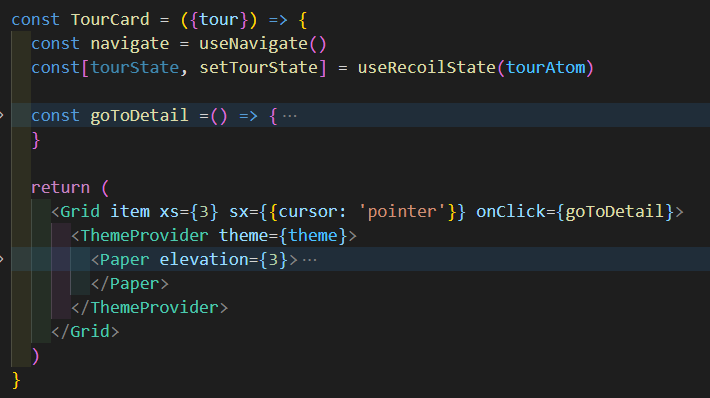 const TourCard = ({tour}) => {
const navigate = useNavigate()
const[tourState, setTourState] = useRecoilState(tourAtom)
const goToDetail =() => { ···
}
return (
<Grid item xs={3} sx={{cursor: 'pointer'}} onClick={goToDetail}>
<ThemeProvider theme={theme}>
<Paper elevation={3}> ···
</Paper>
</ThemeProvider>
</Grid>
)
}